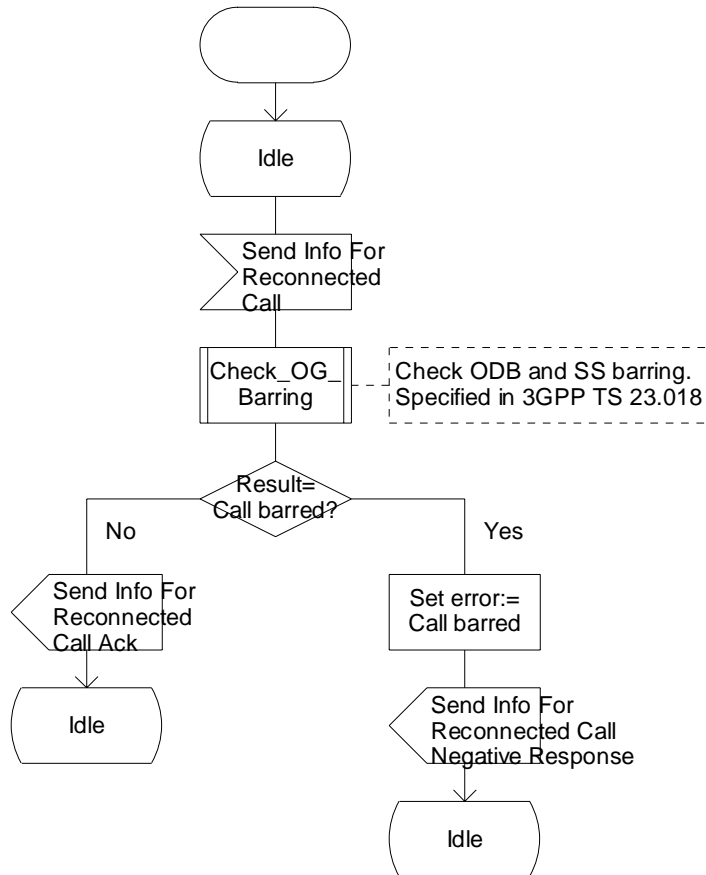 Idle
Send Info For
Reconnected
Call
Check_OG_
Barring
Check ODB and SS barring.
Specified in 3GPP TS 23.018
Result=
Call barred?
No
Yes
Send Info For
Reconnected
Call Ack
Set error:=
Call barred
Idle
Send Info For
Reconnected Call
Negative Response
Idle